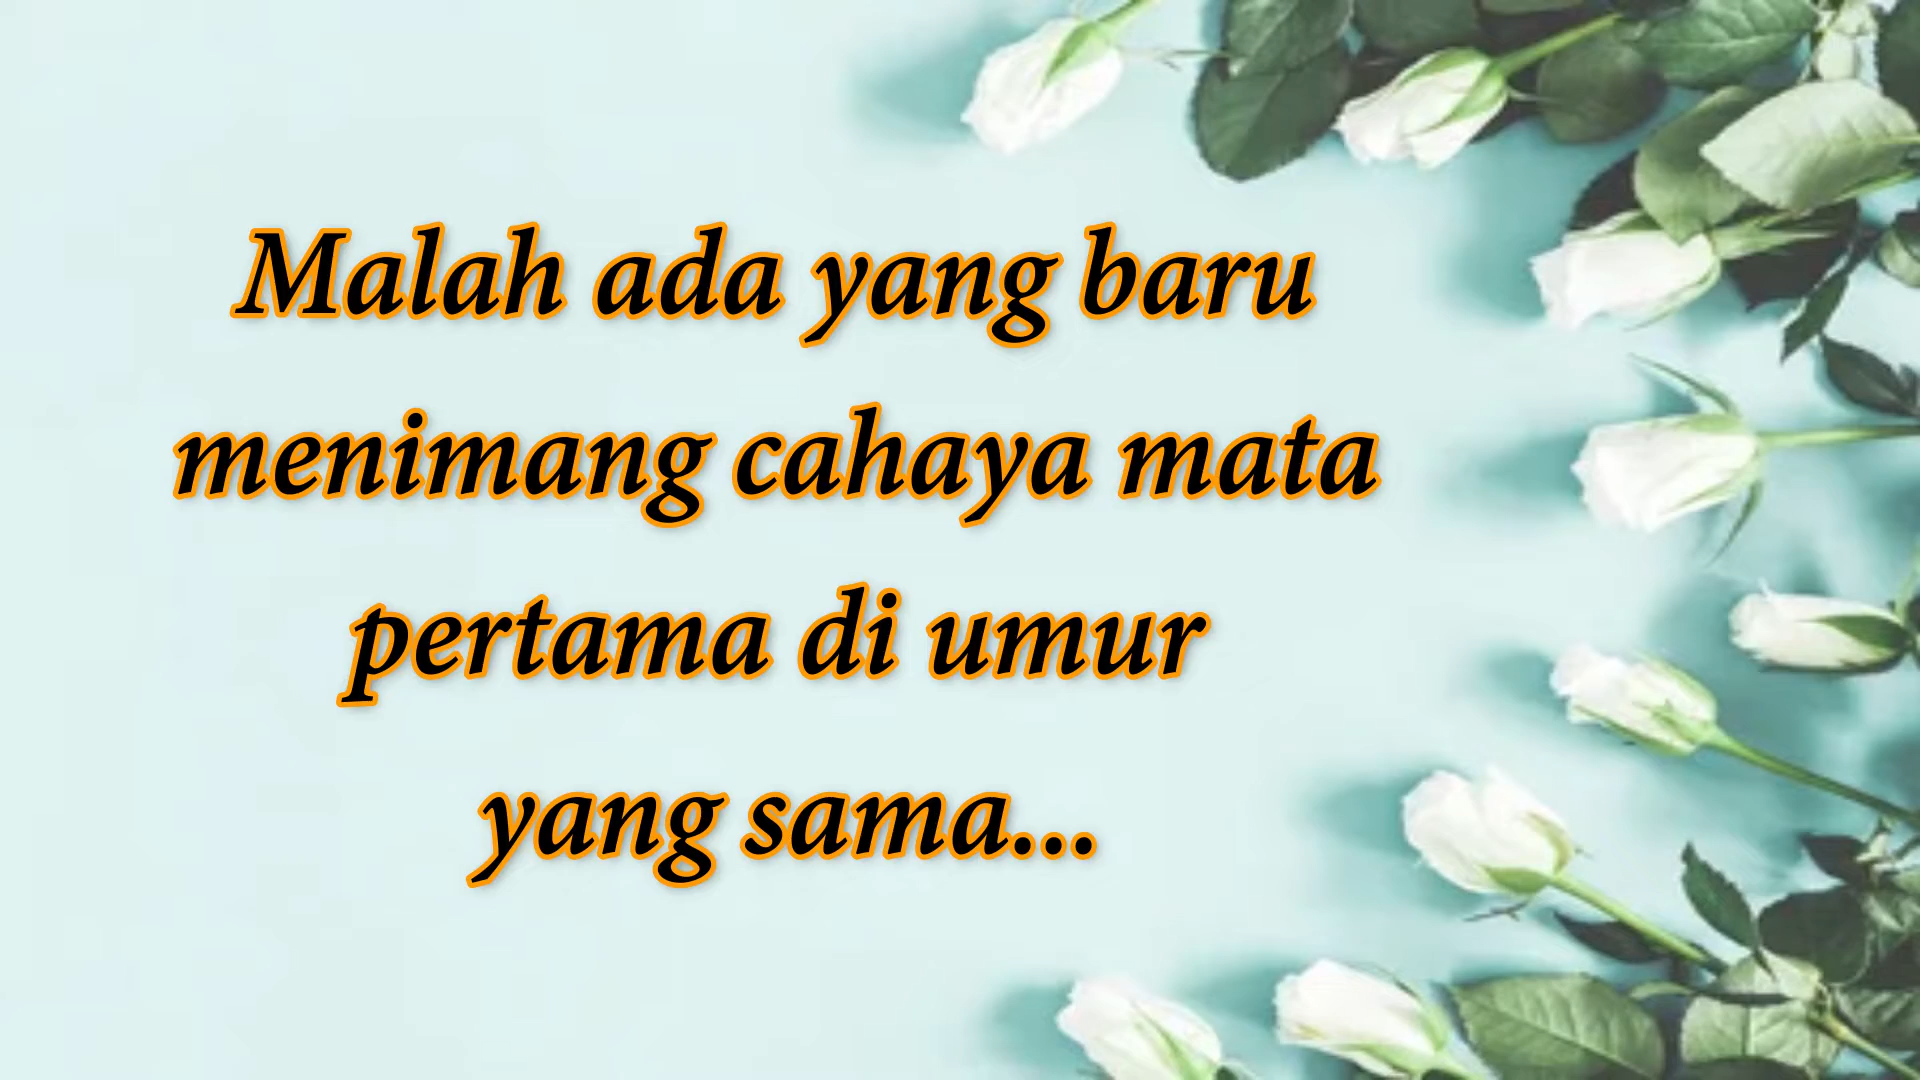 Malah ada yang baru
menimang cahaya mata
pertama di umur
yang sama...